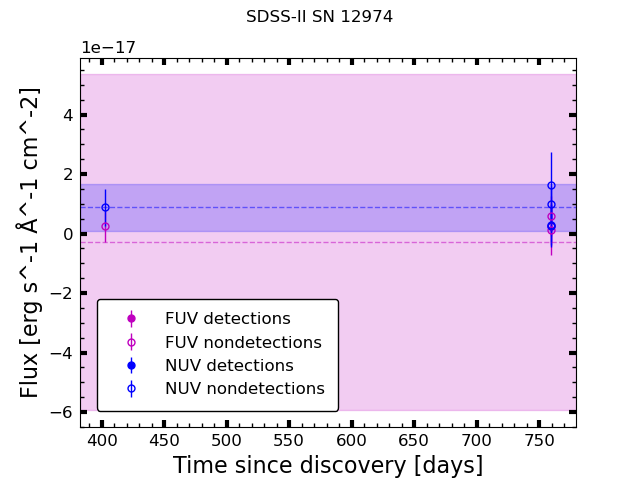 SDSS-II SN 12974
1e−17
4
2
0
−2
−4
−6
Flux [erg s^-1 Å^-1 cm^-2]
FUV detections
FUV nondetections
NUV detections
NUV nondetections
400 450 500 550 600 650 700 750
Time since discovery [days]